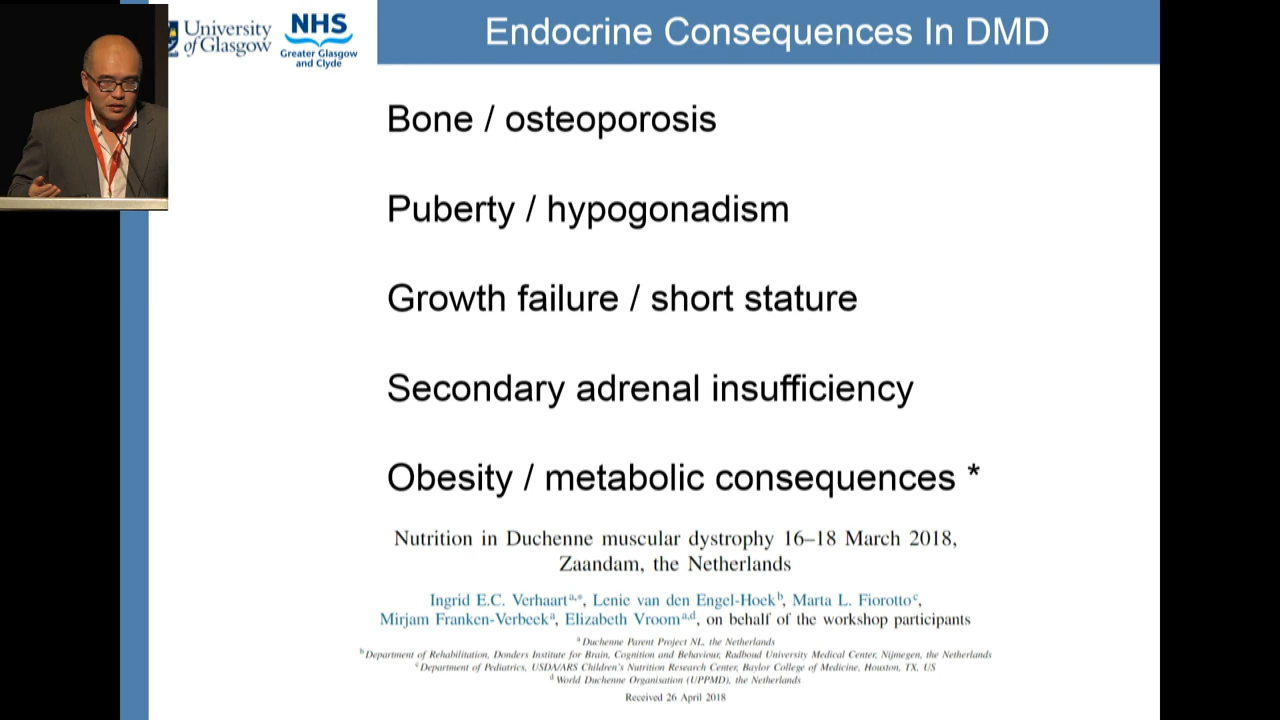 University
of Glasgow
NHS
Greater Glasgow
and Clyde
Endocrine Consequences In DMD
Bone / osteoporosis
Puberty / hypogonadism
Growth failure / short stature
Secondary adrenal insufficiency
Obesity / metabolic consequences *
Nutrition in Duchenne muscular dystrophy 16–18 March 2018,
Zaandam, the Netherlands
Ingrid E.C. Verhaart a,*, Lenie van den Engel-Hoek b, Marta L. Fiorotto c,
Mirjam Franken-Verbeek a, Elizabeth Vroom a,d, on behalf of the workshop participants
a Duchenne Parent Project NL, the Netherlands
b Department of Rehabilitation, Donders Institute for Brain, Cognition and Behaviour, Radboud University Medical Center, Nijmegen, the Netherlands
c Department of Pediatrics, USDA/ARS Children's Nutrition Research Center, Baylor College of Medicine, Houston, TX, US
d World Duchenne Organisation (UPPMD), the Netherlands
Received 26 April 2018